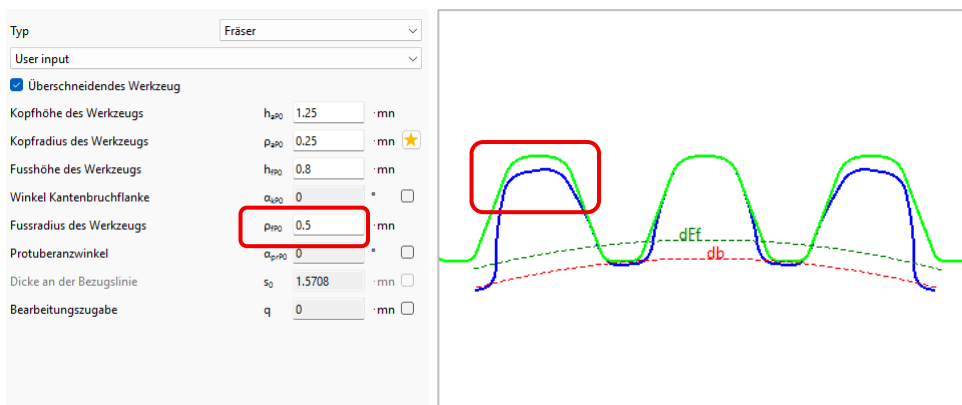 Typ Fräser
User input
Überschneidendes Werkzeug
Kopfhöhe des Werkzeugs haP0 1.25 ·mn
Kopfradius des Werkzeugs ρaP0 0.25 ·mn
Fusshöhe des Werkzeugs hfP0 0.8 ·mn
Winkel Kantenbruchflanke αkP0 0 °
Fussradius des Werkzeugs ρfP0 0.5 ·mn
Protuberanzwinkel αprP0 0 °
Dicke an der Bezugslinie s0 1.5708 ·mn
Bearbeitungszugabe q 0 ·mn
dEf
db